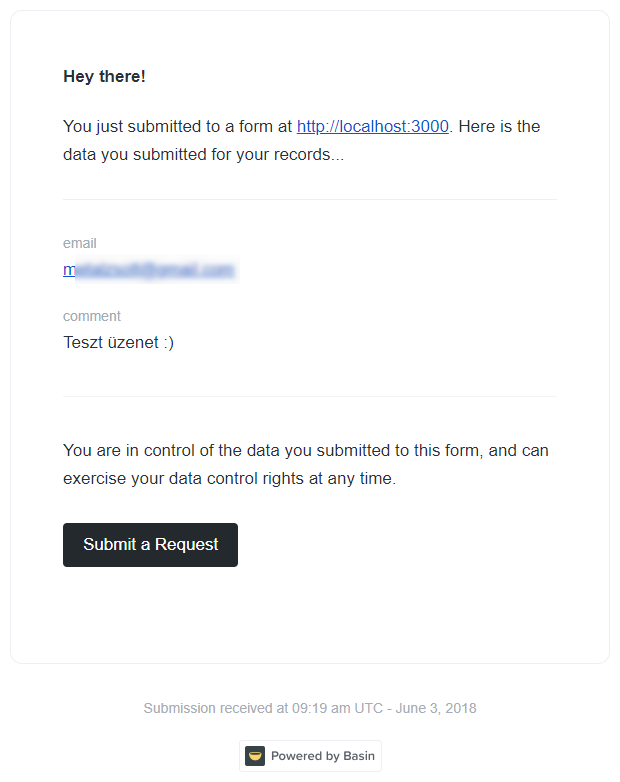 Hey there!
You just submitted to a form at http://localhost:3000. Here is the
data you submitted for your records...
email
comment
Teszt üzenet :)
You are in control of the data you submitted to this form, and can
exercise your data control rights at any time.
Submit a Request
Submission received at 09:19 am UTC - June 3, 2018
Powered by Basin